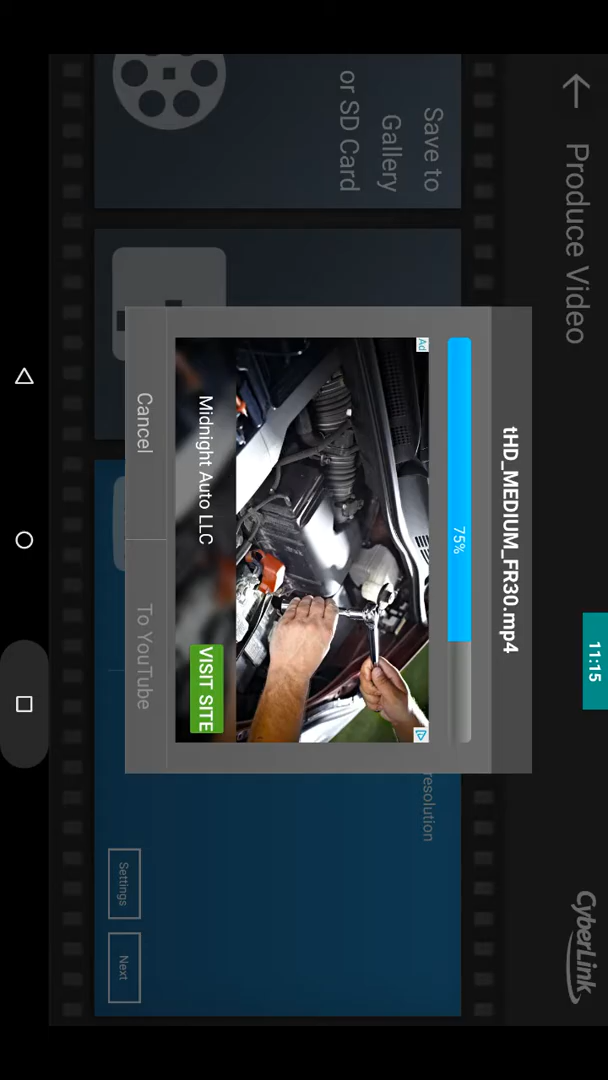 Produce Video
CyberLink
11:15
Save to
Gallery
or SD Card
tHD_MEDIUM_FR30.mp4
75%
Ad
Midnight Auto LLC
VISIT SITE
Cancel
To YouTube
resolution
Settings
Next